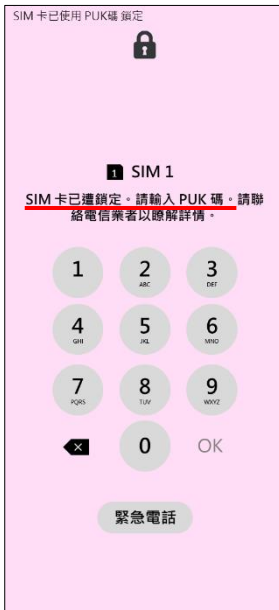 SIM 卡已使用 PUK碼 鎖定
1 SIM 1
SIM 卡已遭鎖定。請輸入 PUK 碼。請聯
絡電信業者以瞭解詳情。
1 2 3
ABC DEF
4 5 6
GHI JKL MNO
7 8 9
PQRS TUV WXYZ
0 OK
緊急電話